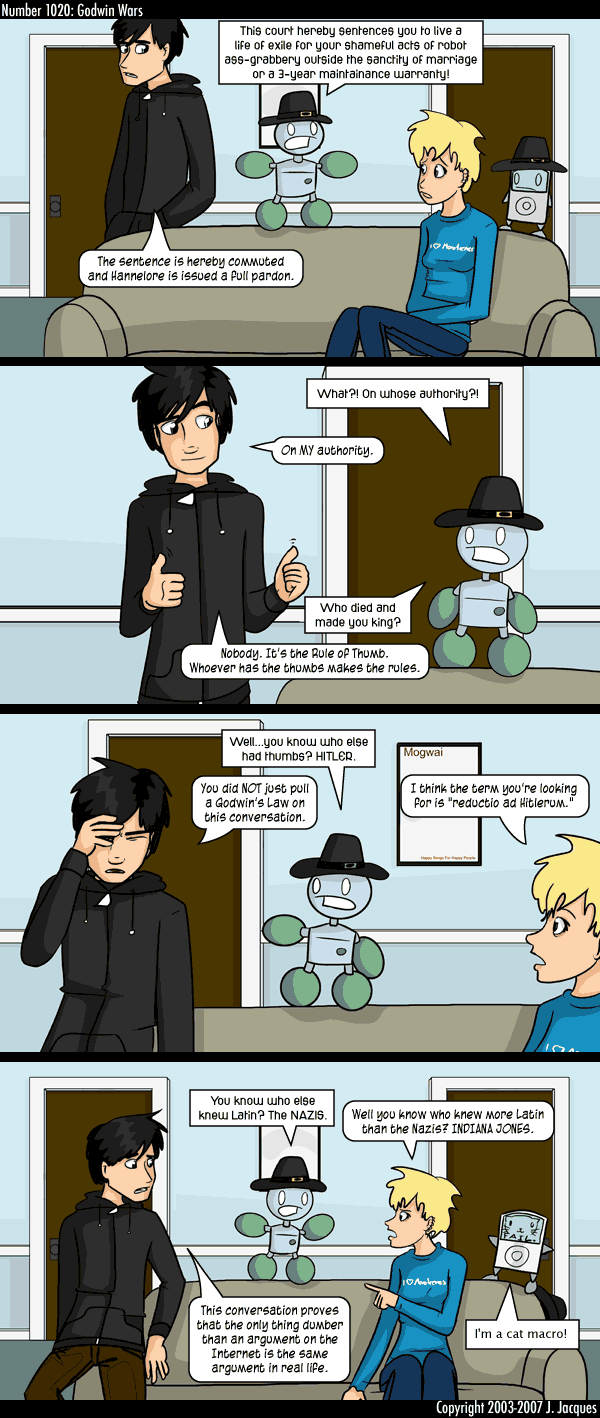 Number 1020: Godwin Wars
This court hereby sentences you to live a
life of exile for your shameful acts of robot
ass-grabbery outside the sanctity of marriage
or a 3-year maintainance warranty!
The sentence is hereby commuted
and Hannelore is issued a full pardon.
What?! On whose authority?!
On MY authority.
Who died and
made you king?
Nobody. It's the Rule of Thumb.
Whoever has the thumbs makes the rules.
Well...you know who else
had thumbs? HITLER.
You did NOT just pull
a Godwin's Law on
this conversation.
Mogwai
Happy Songs For Happy People
I think the term you're looking
for is "reductio ad Hitlerum."
You know who else
knew Latin? The NAZIS.
Well you know who knew more Latin
than the Nazis? INDIANA JONES.
FAIL.
This conversation proves
that the only thing dumber
than an argument on the
Internet is the same
argument in real life.
I'm a cat macro!
Copyright 2003-2007 J. Jacques